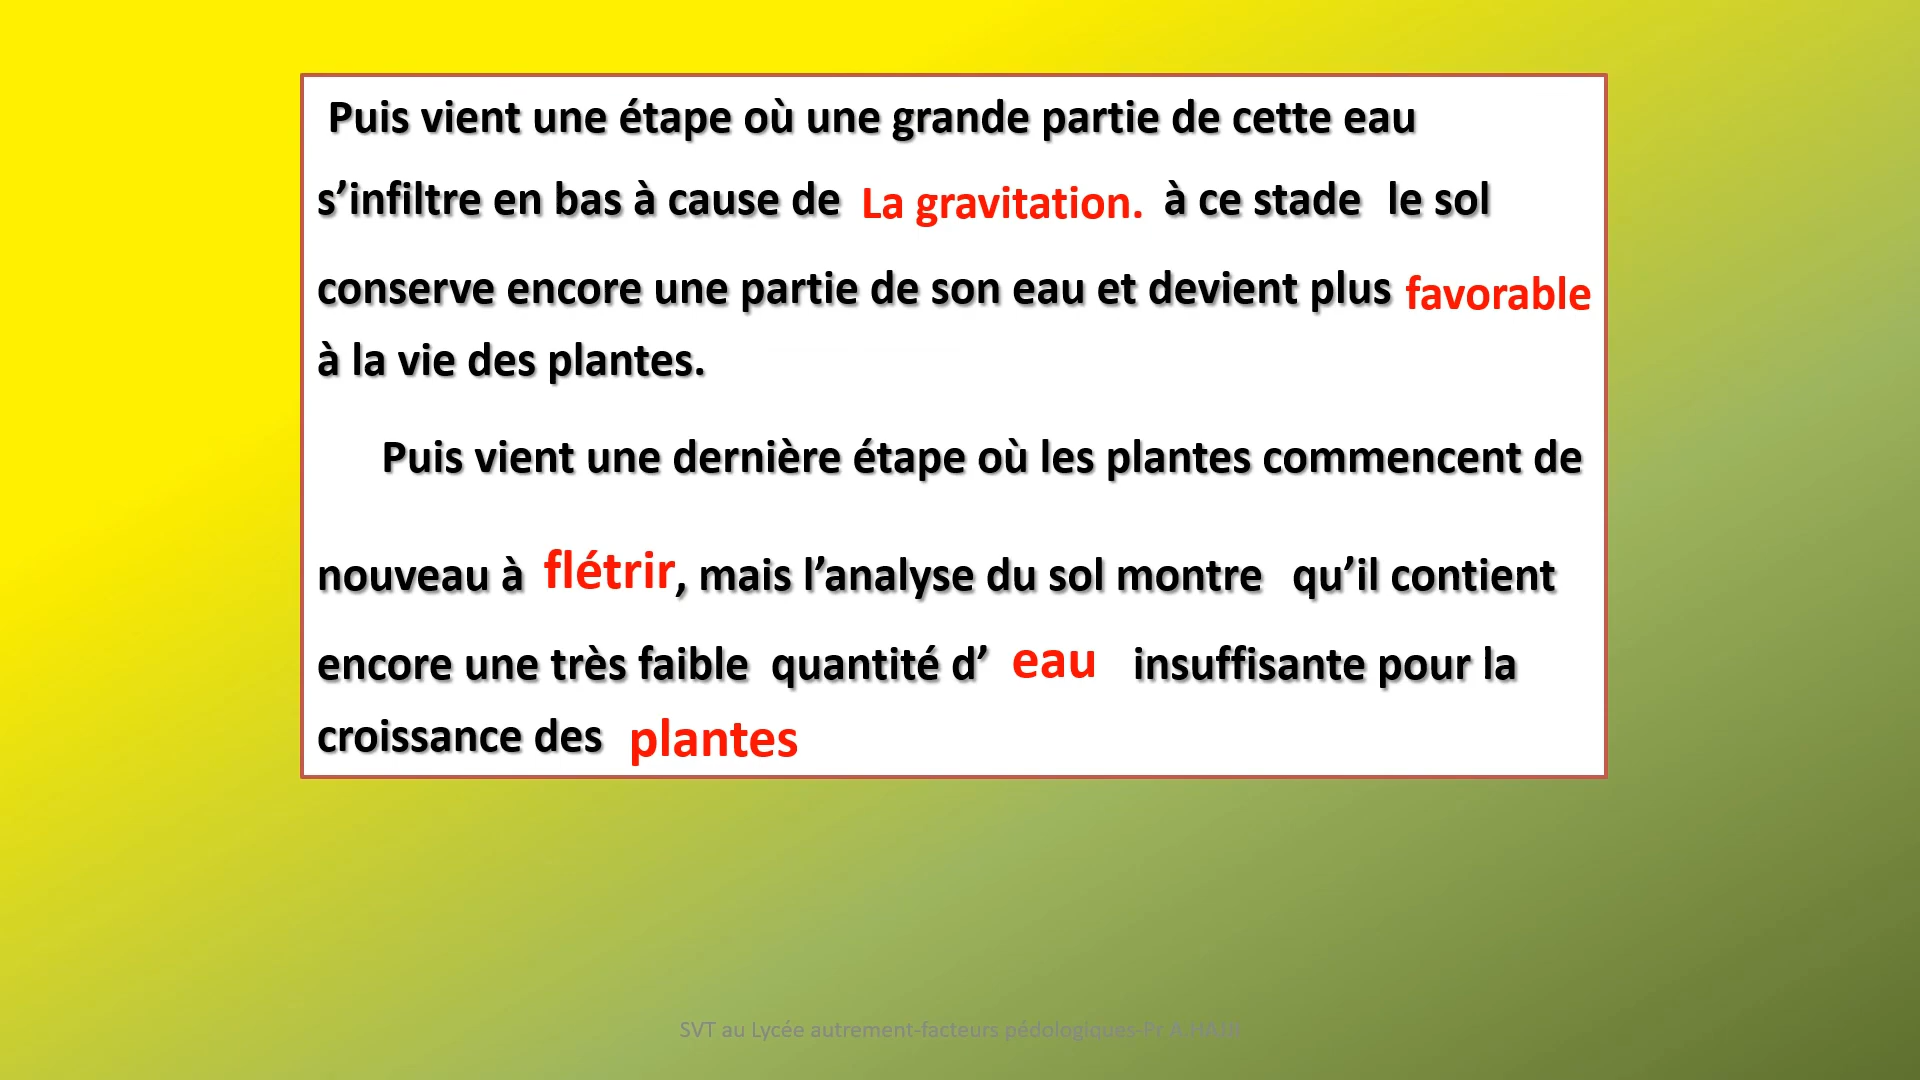 Puis vient une étape où une grande partie de cette eau
s’infiltre en bas à cause de La gravitation. à ce stade le sol
conserve encore une partie de son eau et devient plus favorable
à la vie des plantes.
Puis vient une dernière étape où les plantes commencent de
nouveau à flétrir, mais l’analyse du sol montre qu’il contient
encore une très faible quantité d’ eau insuffisante pour la
croissance des plantes
SVT au Lycée autrement-facteurs pédologiques-Pr A.HADI